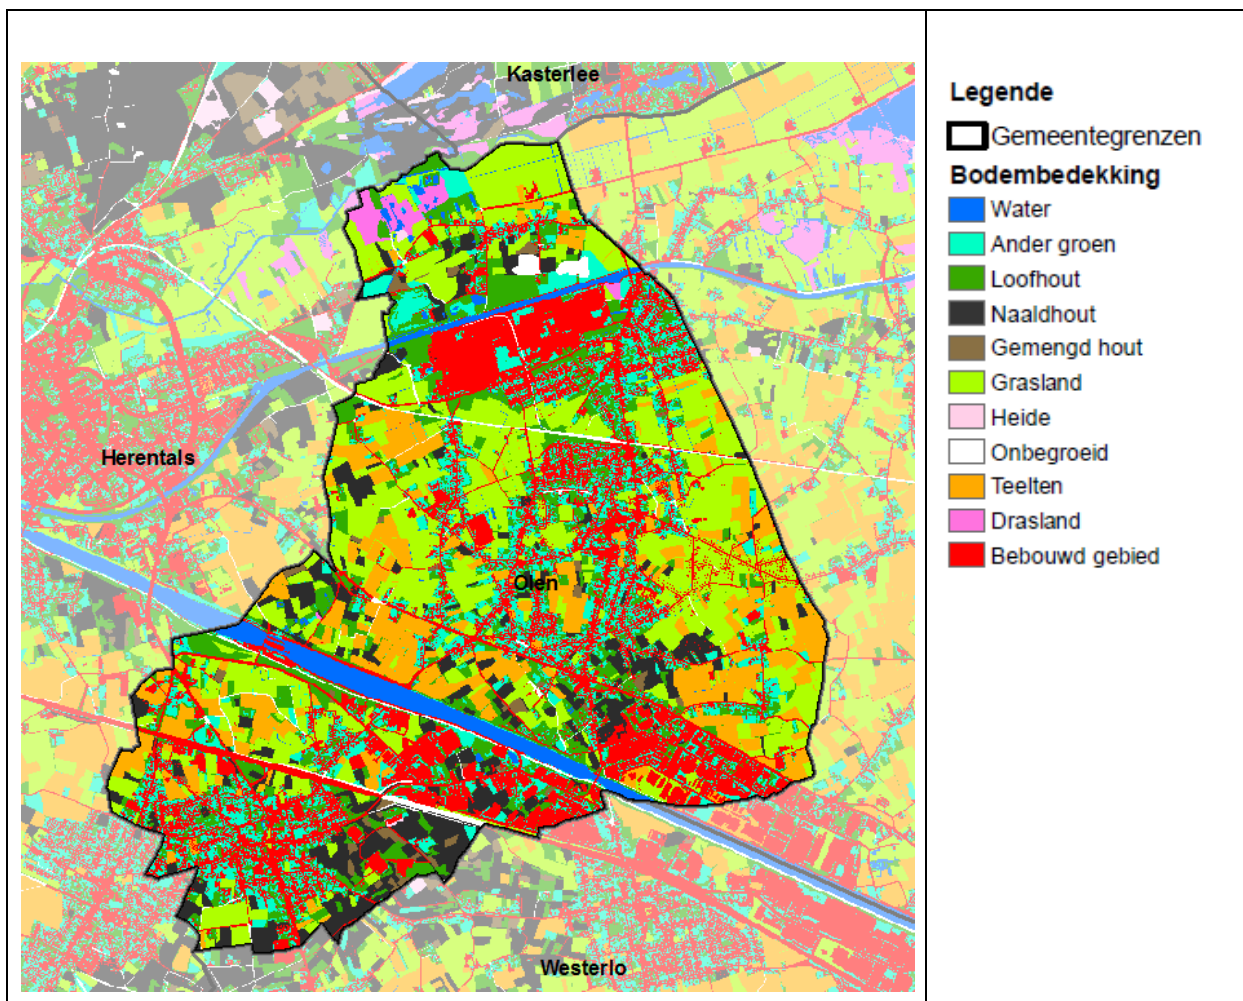 Kasterlee
Herentals
Olen
Westerlo
Legende
Gemeentegrenzen
Bodembedekking
Water
Ander groen
Loofhout
Naaldhout
Gemengd hout
Grasland
Heide
Onbegroeid
Teelten
Drasland
Bebouwd gebied